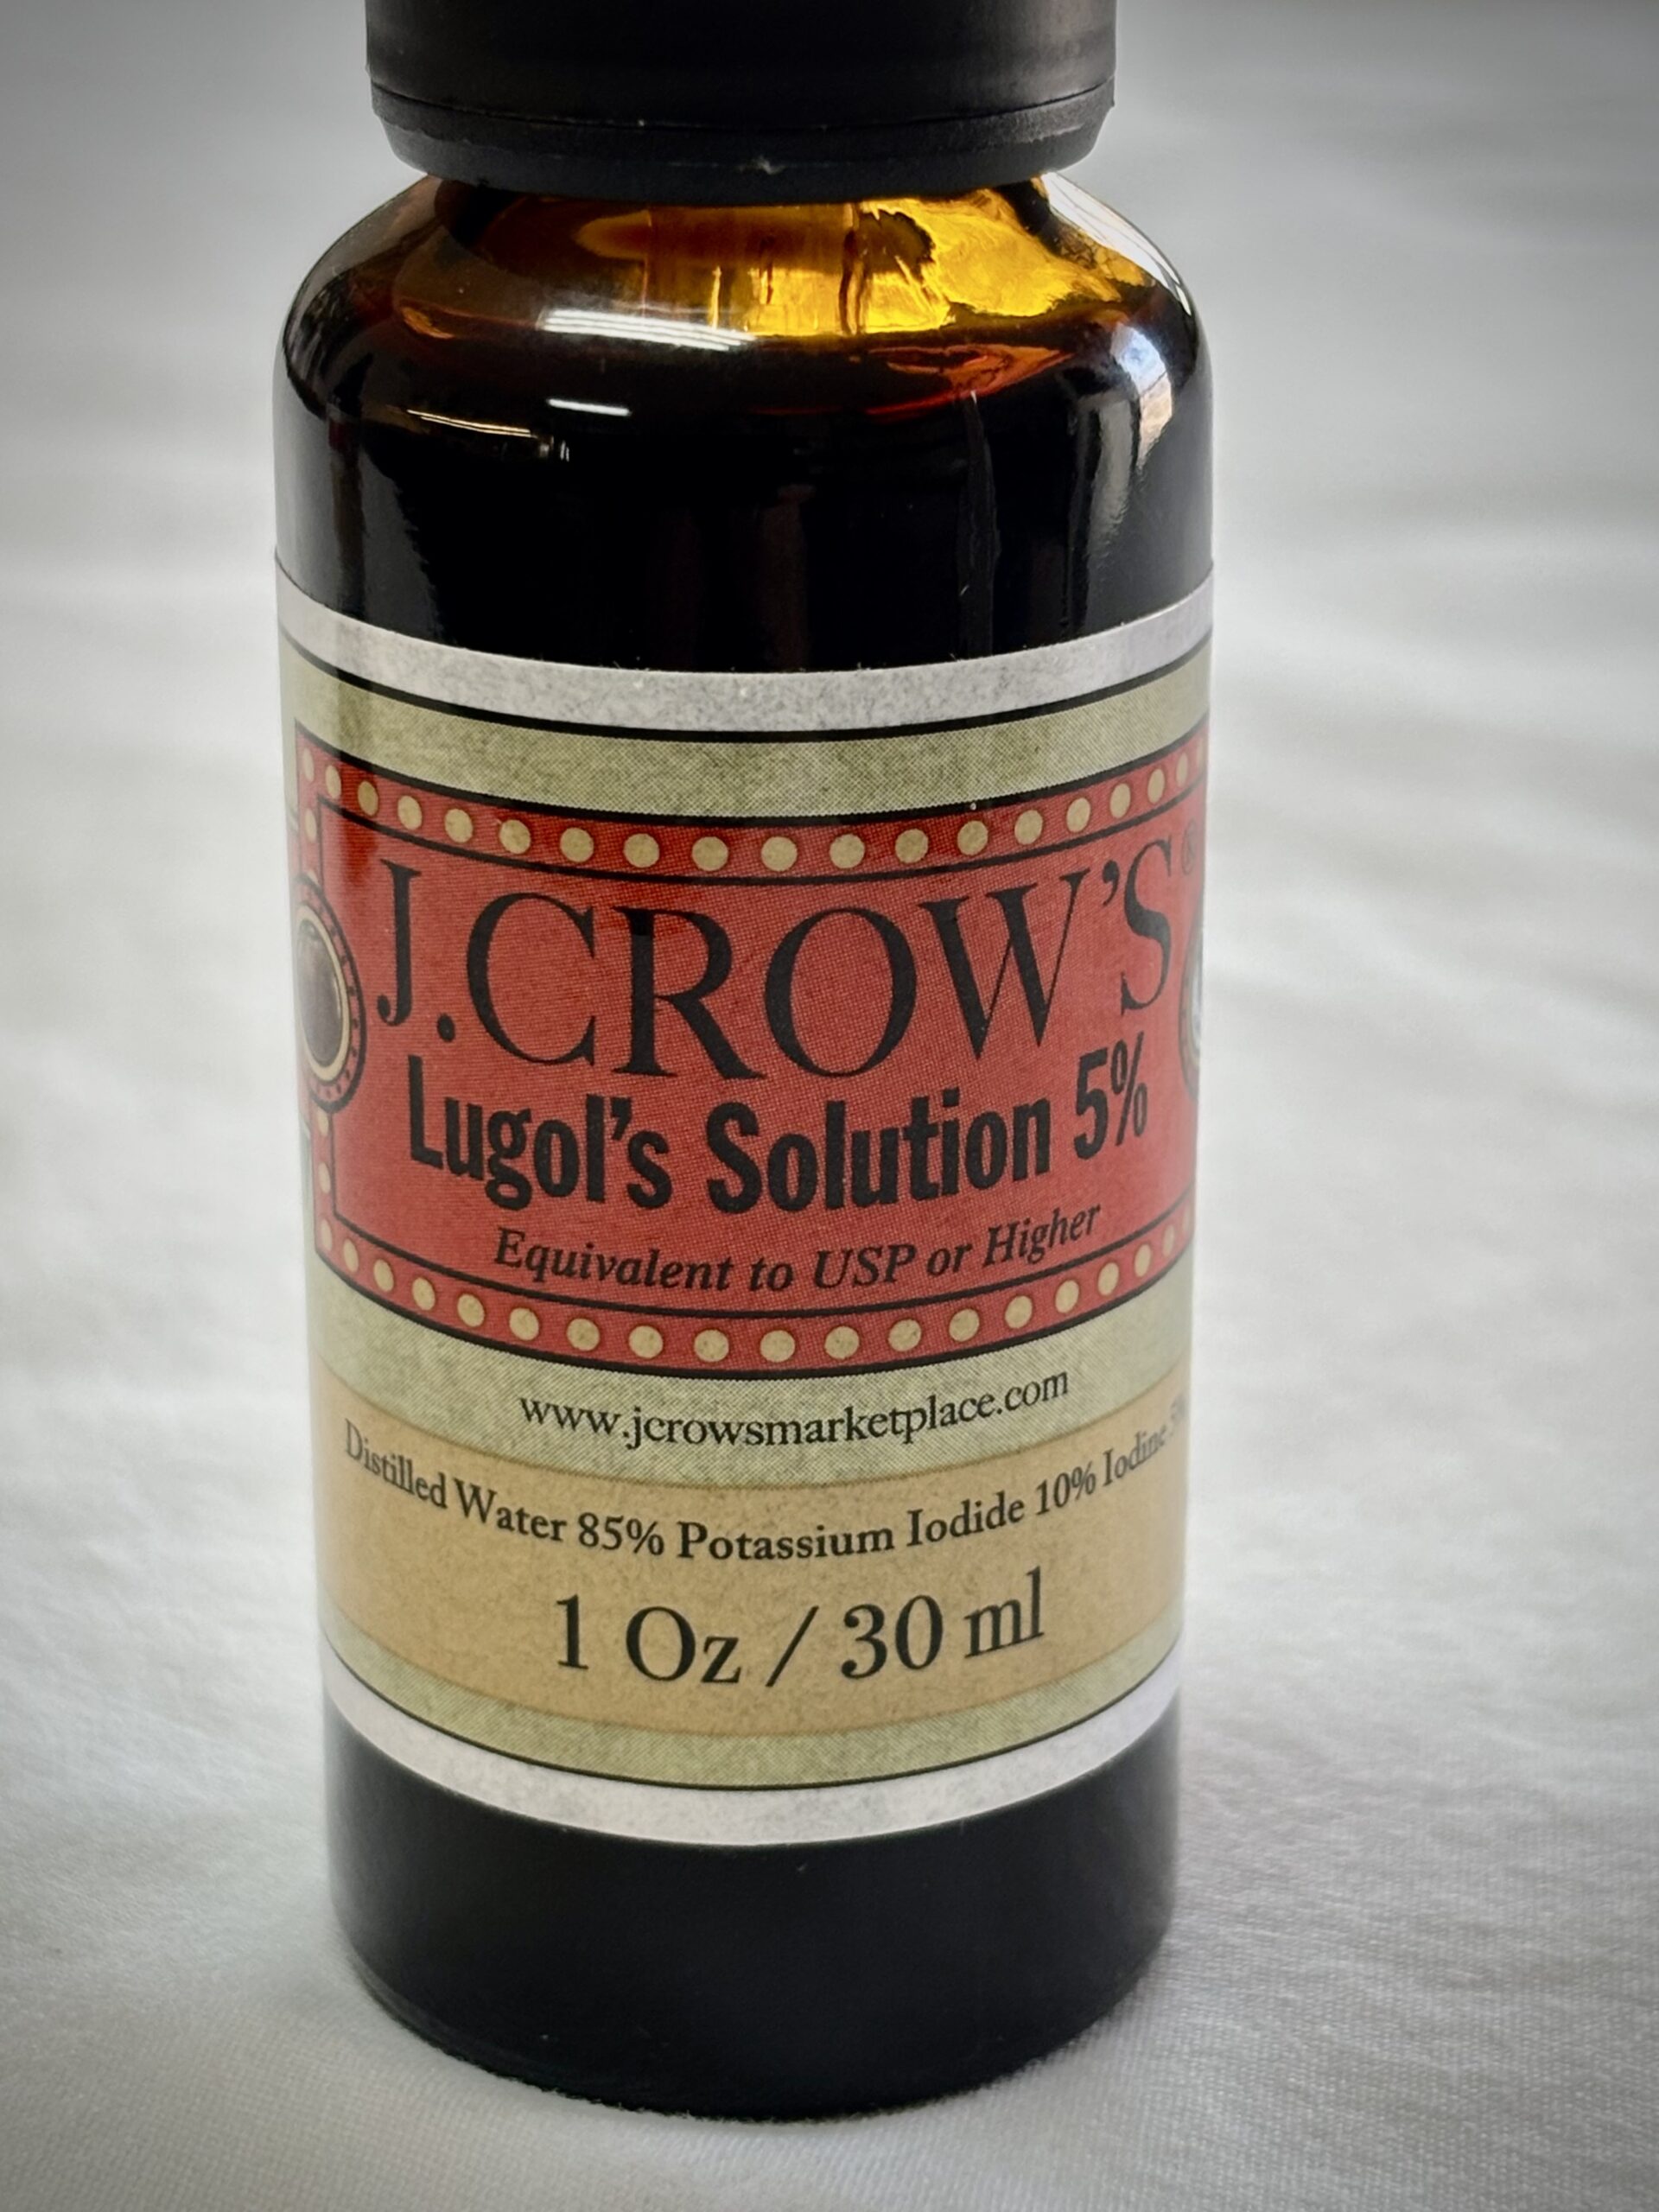 J.CROW'S®
Lugol's Solution 5%
Equivalent to USP or Higher
www.jcrowsmarketplace.com
Distilled Water 85% Potassium Iodide 10% Iodine 5%
1 Oz / 30 ml